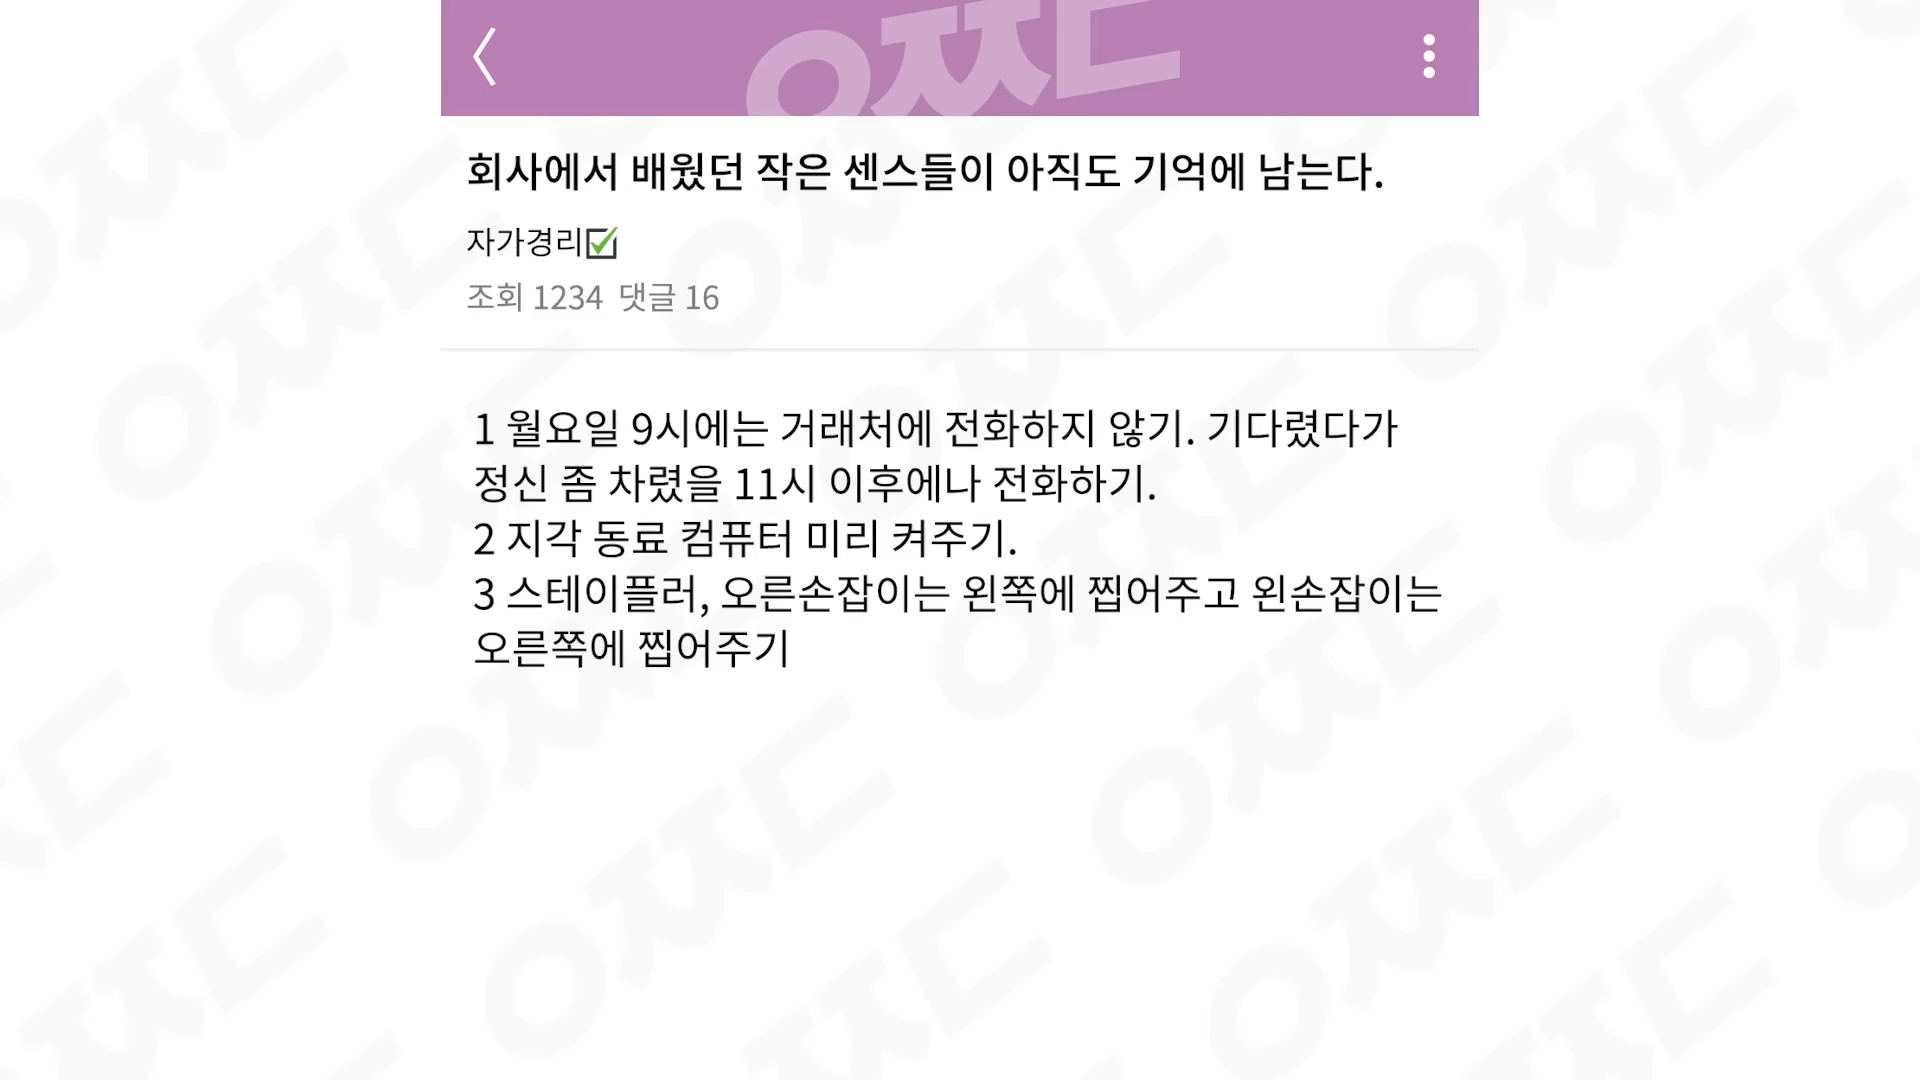 회사에서 배웠던 작은 센스들이 아직도 기억에 남는다.
자가경리
조회 1234 댓글 16
1 월요일 9시에는 거래처에 전화하지 않기. 기다렸다가
정신 좀 차렸을 11시 이후에나 전화하기.
2 지각 동료 컴퓨터 미리 켜주기.
3 스테이플러, 오른손잡이는 왼쪽에 찝어주고 왼손잡이는
오른쪽에 찝어주기